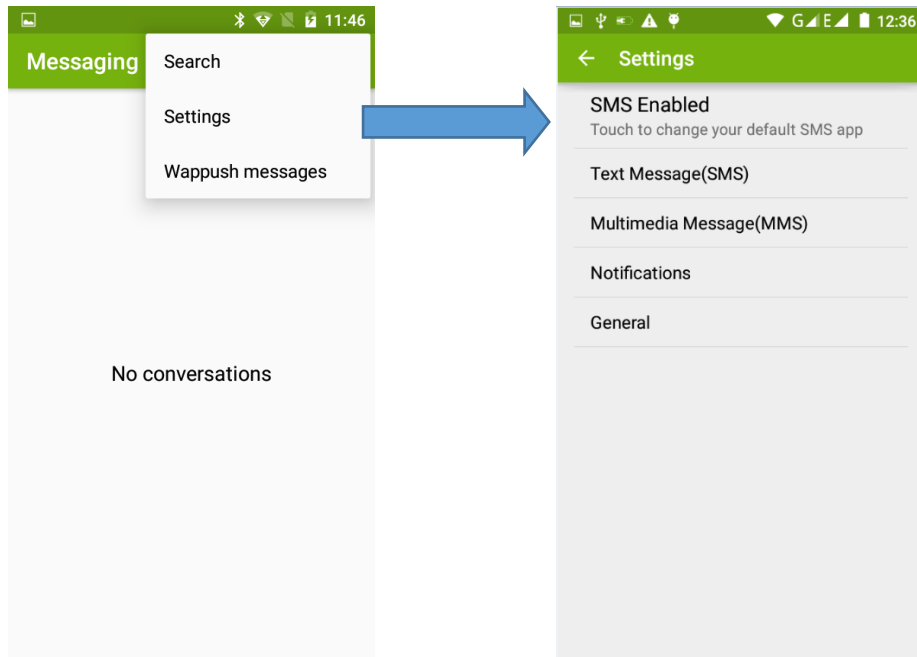 11:46
Messaging
Search
Settings
Wappush messages
No conversations
G E 12:36
Settings
SMS Enabled
Touch to change your default SMS app
Text Message(SMS)
Multimedia Message(MMS)
Notifications
General